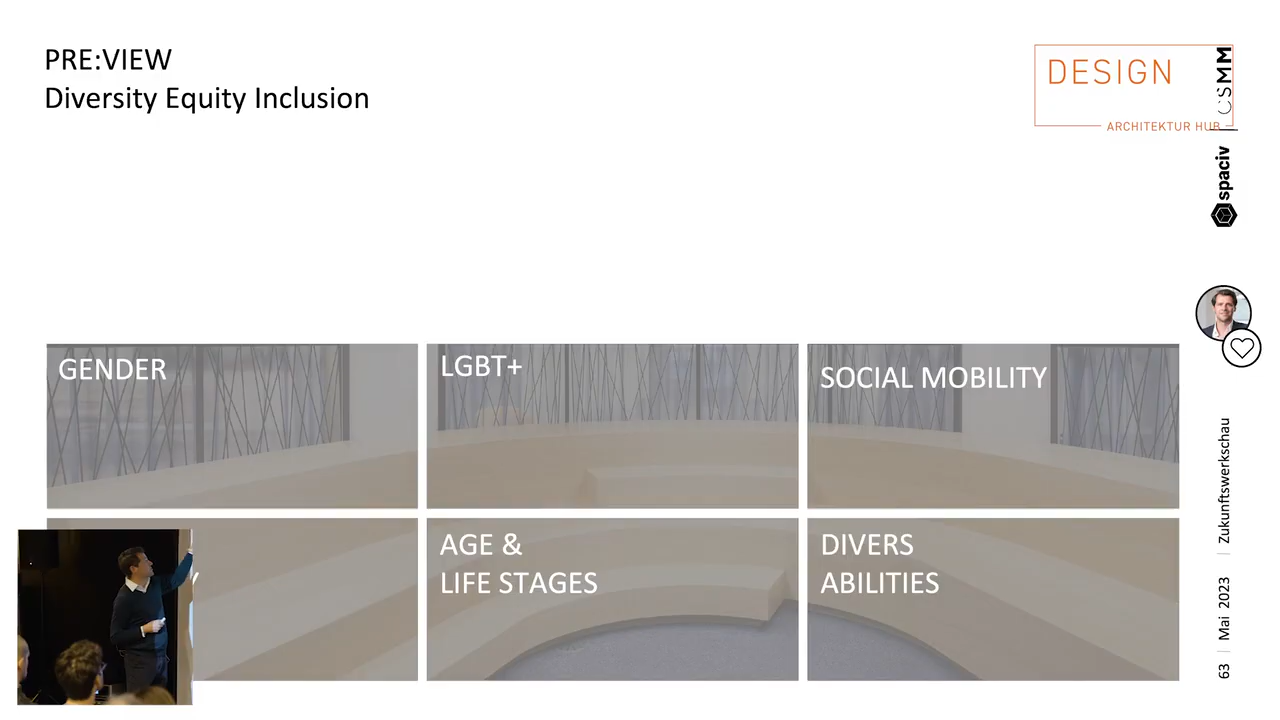 PRE:VIEW
Diversity Equity Inclusion
DESIGN
ARCHITEKTUR HUB
CSMM
spaciv
GENDER
LGBT+
SOCIAL MOBILITY
AGE &
LIFE STAGES
DIVERS
ABILITIES
63 | Mai 2023 | Zukunftswerkschau